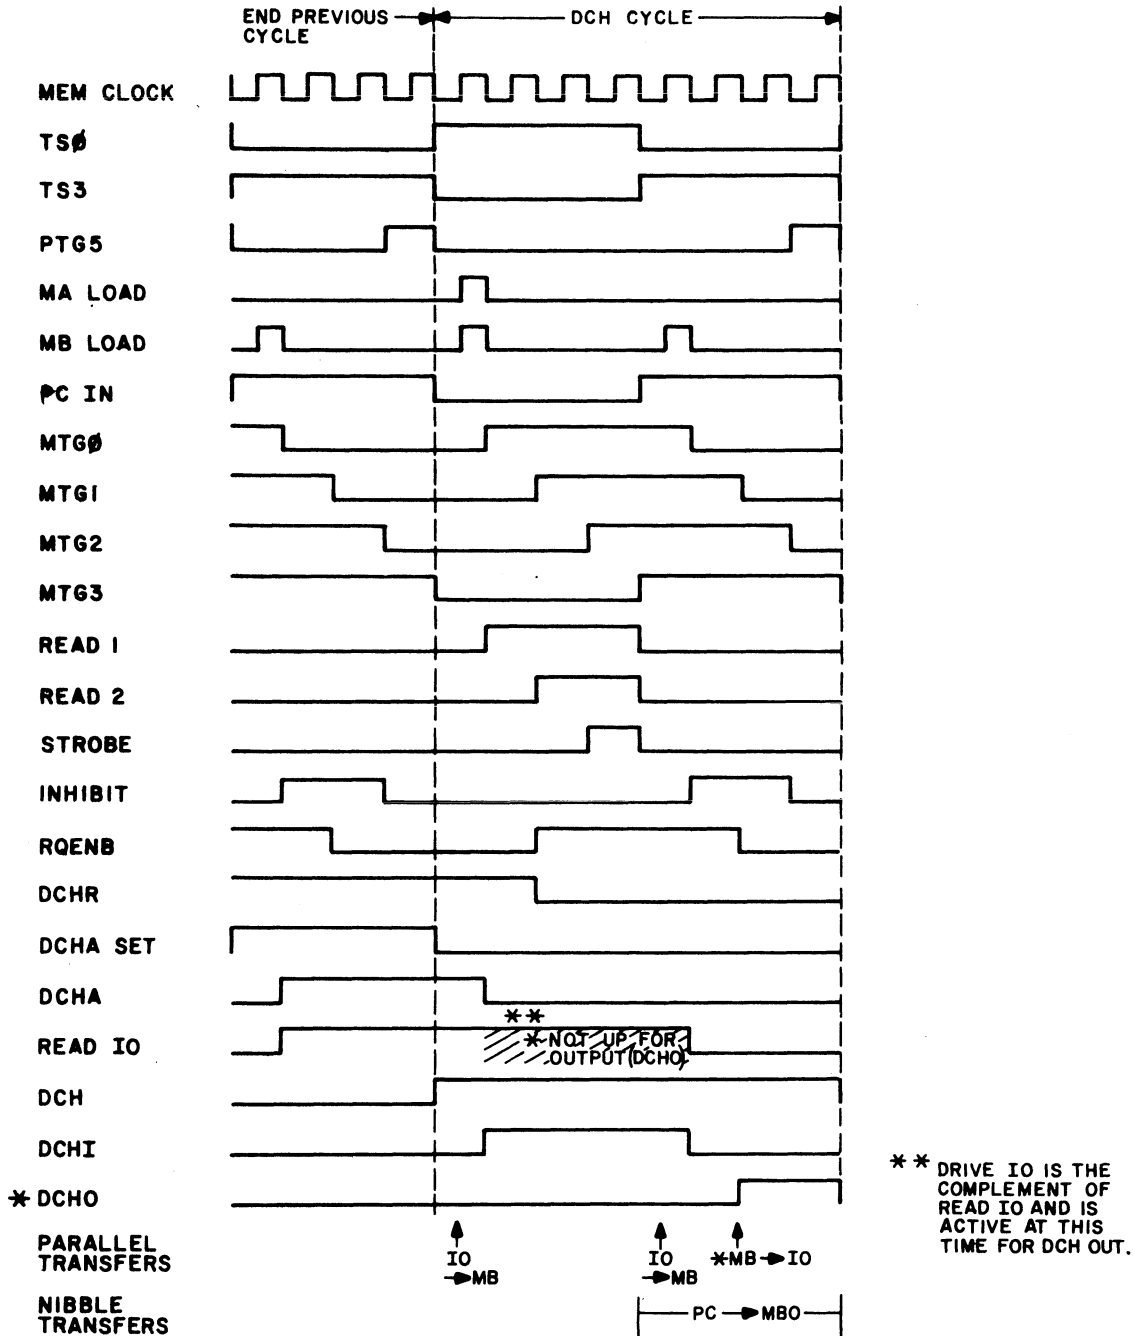 END PREVIOUS
CYCLE
DCH CYCLE
MEM CLOCK
TSØ
TS3
PTG5
MA LOAD
MB LOAD
PC IN
MTGØ
MTG1
MTG2
MTG3
READ 1
READ 2
STROBE
INHIBIT
RQENB
DCHR
DCHA SET
DCHA
**
READ IO
* NOT UP FOR
OUTPUT (DCHO)
DCH
DCHI
* DCHO
** DRIVE IO IS THE
COMPLEMENT OF
READ IO AND IS
ACTIVE AT THIS
TIME FOR DCH OUT.
PARALLEL
TRANSFERS
IO
→MB
IO
→MB
*MB→IO
NIBBLE
TRANSFERS
PC → MBO